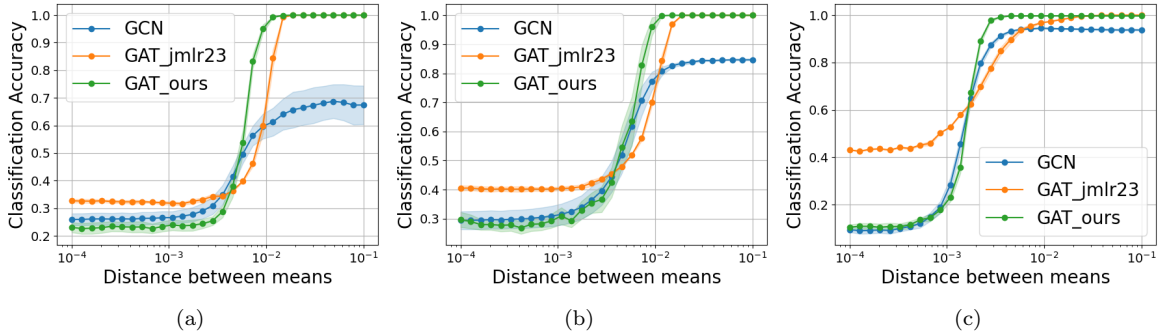 1.0
0.9
0.8
0.7
0.6
0.5
0.4
0.3
0.2
Classification Accuracy
GCN
GAT_jmlr23
GAT_ours
10⁻⁴ 10⁻³ 10⁻² 10⁻¹
Distance between means
(a)
1.0
0.9
0.8
0.7
0.6
0.5
0.4
0.3
Classification Accuracy
GCN
GAT_jmlr23
GAT_ours
10⁻⁴ 10⁻³ 10⁻² 10⁻¹
Distance between means
(b)
1.0
0.8
0.6
0.4
0.2
Classification Accuracy
GCN
GAT_jmlr23
GAT_ours
10⁻⁴ 10⁻³ 10⁻² 10⁻¹
Distance between means
(c)